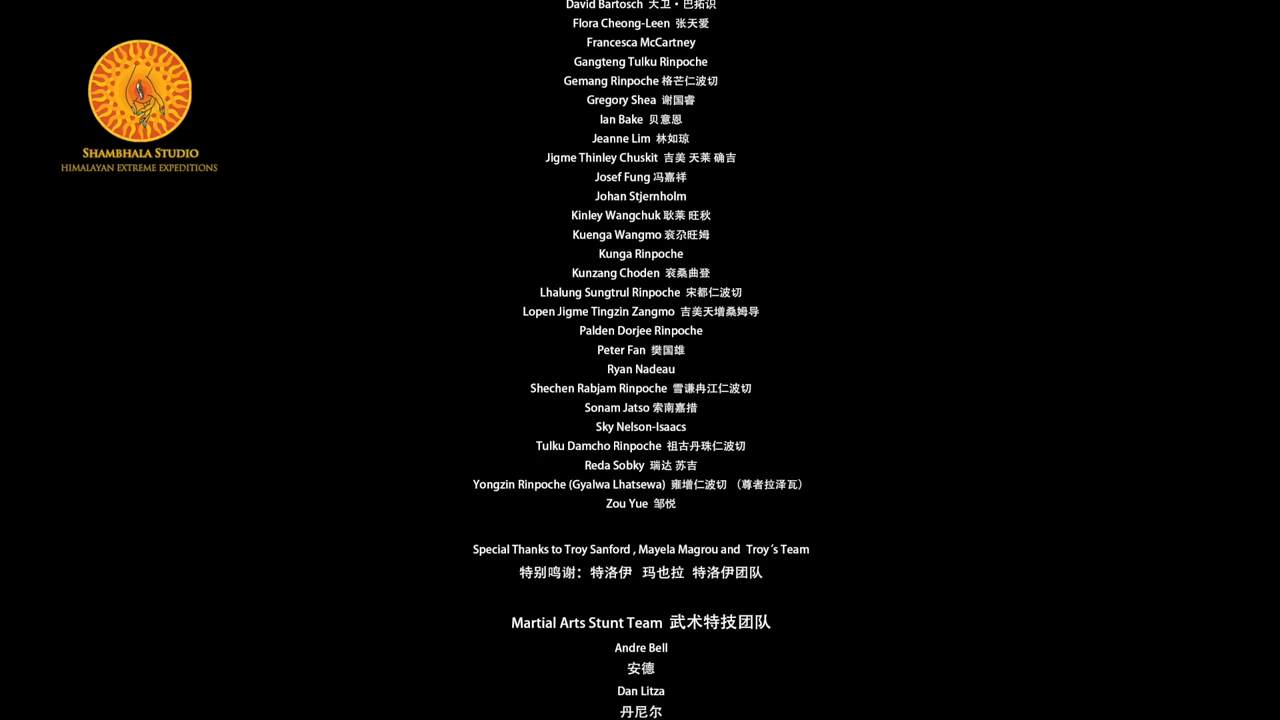 David Bartosch 大卫・巴拓识
Flora Cheong-Leen 张天爱
Francesca McCartney
Gangteng Tulku Rinpoche
Gemang Rinpoche 格芒仁波切
Gregory Shea 谢国睿
Ian Bake 贝意恩
Jeanne Lim 林如琼
Jigme Thinley Chuskit 吉美 天莱 确吉
Josef Fung 冯嘉祥
Johan Stjernholm
Kinley Wangchuk 耿莱 旺秋
Kuenga Wangmo 衮尕旺姆
Kunga Rinpoche
Kunzang Choden 衮桑曲登
Lhalung Sungtrul Rinpoche 宋都仁波切
Lopen Jigme Tingzin Zangmo 吉美天增桑姆导
Palden Dorjee Rinpoche
Peter Fan 樊国雄
Ryan Nadeau
Shechen Rabjam Rinpoche 雪谦冉江仁波切
Sonam Jatso 索南嘉措
Sky Nelson-Isaacs
Tulku Damcho Rinpoche 祖古丹珠仁波切
Reda Sobky 瑞达 苏吉
Yongzin Rinpoche (Gyalwa Lhatsewa) 雍增仁波切 （尊者拉泽瓦）
Zou Yue 邹悦
Special Thanks to Troy Sanford , Mayela Magrou and Troy´s Team
特别鸣谢：特洛伊 玛也拉 特洛伊团队
Martial Arts Stunt Team 武术特技团队
Andre Bell
安德
Dan Litza
丹尼尔
SHAMBHALA STUDIO
HIMALAYAN EXTREME EXPEDITIONS